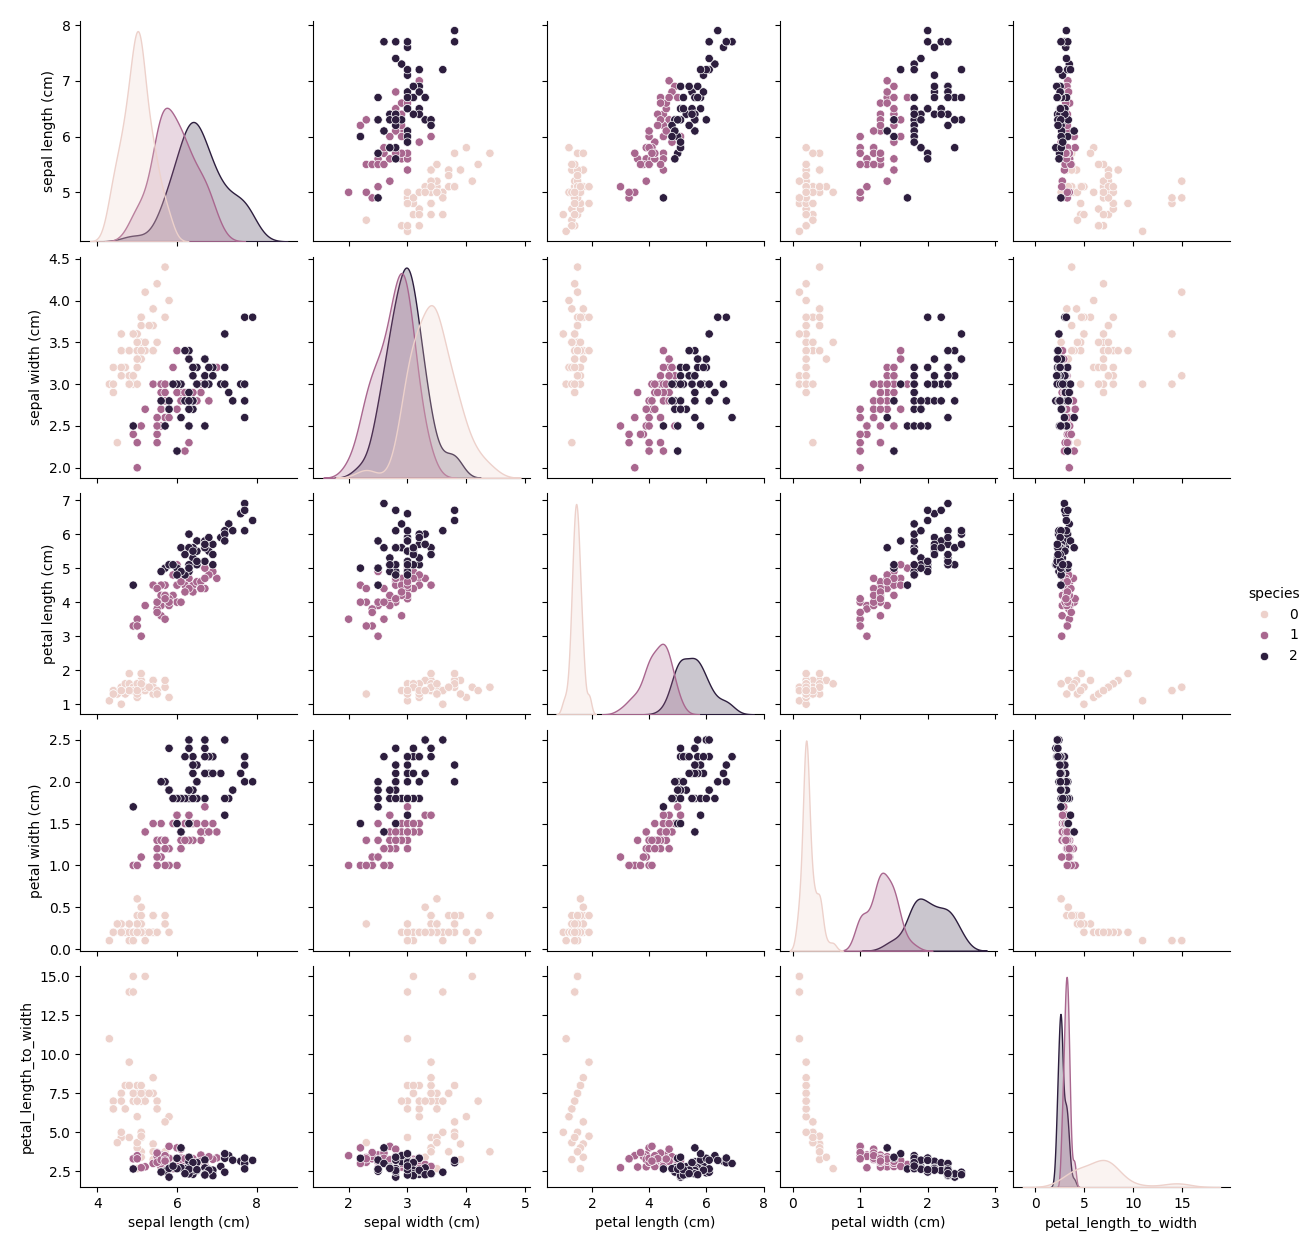 8
7
6
5
sepal length (cm)
4.5
4.0
3.5
3.0
2.5
2.0
sepal width (cm)
7
6
5
4
3
2
1
petal length (cm)
species
0
1
2
2.5
2.0
1.5
1.0
0.5
0.0
petal width (cm)
15.0
12.5
10.0
7.5
5.0
2.5
petal_length_to_width
4 6 8
sepal length (cm)
2 3 4 5
sepal width (cm)
2 4 6 8
petal length (cm)
0 1 2 3
petal width (cm)
0 5 10 15
petal_length_to_width